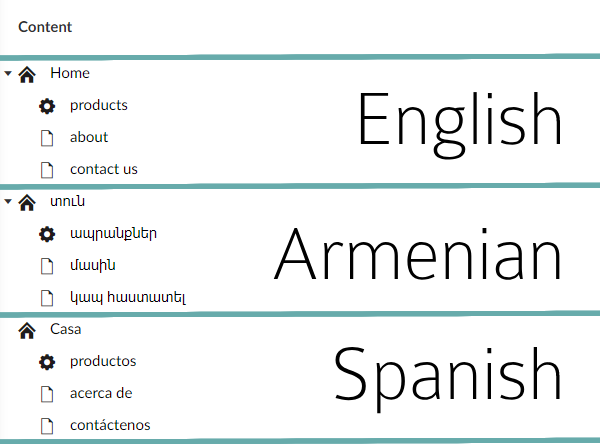 Content
Home
products
about
contact us
English
տուն
ապրանքներ
մասին
կապ հաստատել
Armenian
Casa
productos
acerca de
contáctenos
Spanish